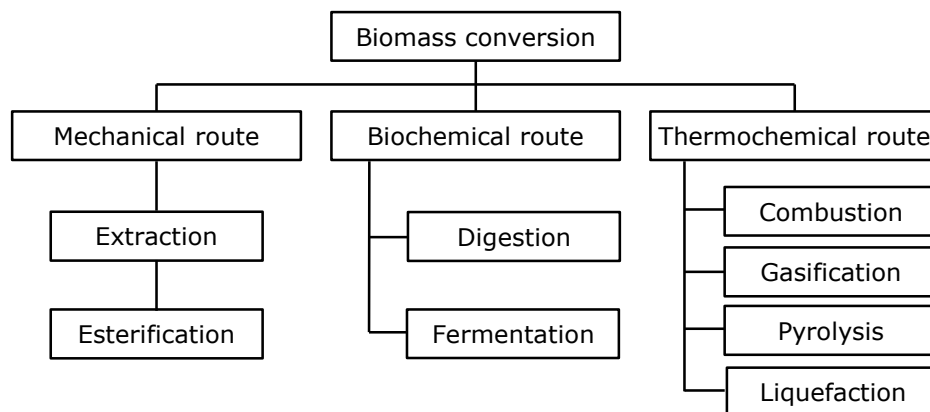 Biomass conversion
Mechanical route
Biochemical route
Thermochemical route
Extraction
Digestion
Combustion
Gasification
Esterification
Fermentation
Pyrolysis
Liquefaction